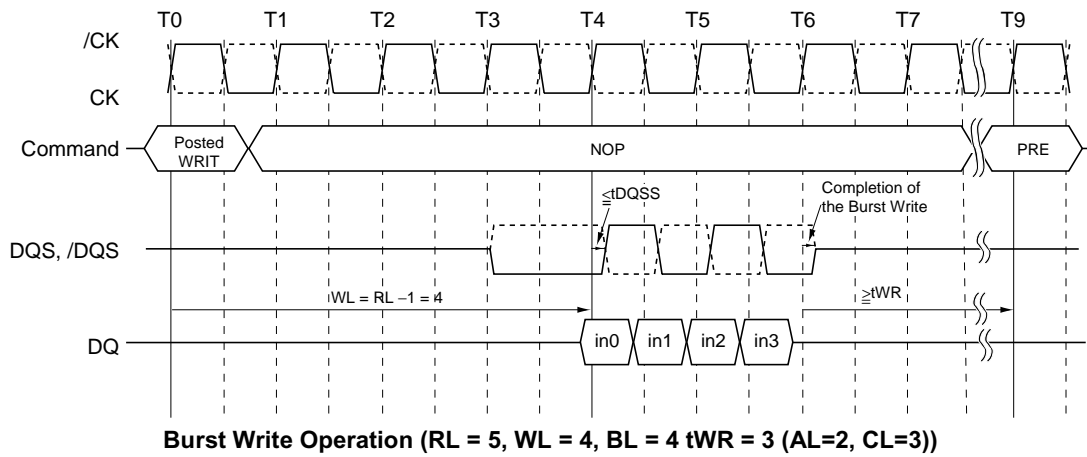 T0 T1 T2 T3 T4 T5 T6 T7 T9
/CK
CK
Command
Posted
WRIT
NOP
PRE
≦tDQSS
Completion of
the Burst Write
DQS, /DQS
WL = RL −1 = 4
≧tWR
DQ
in0 in1 in2 in3
Burst Write Operation (RL = 5, WL = 4, BL = 4 tWR = 3 (AL=2, CL=3))